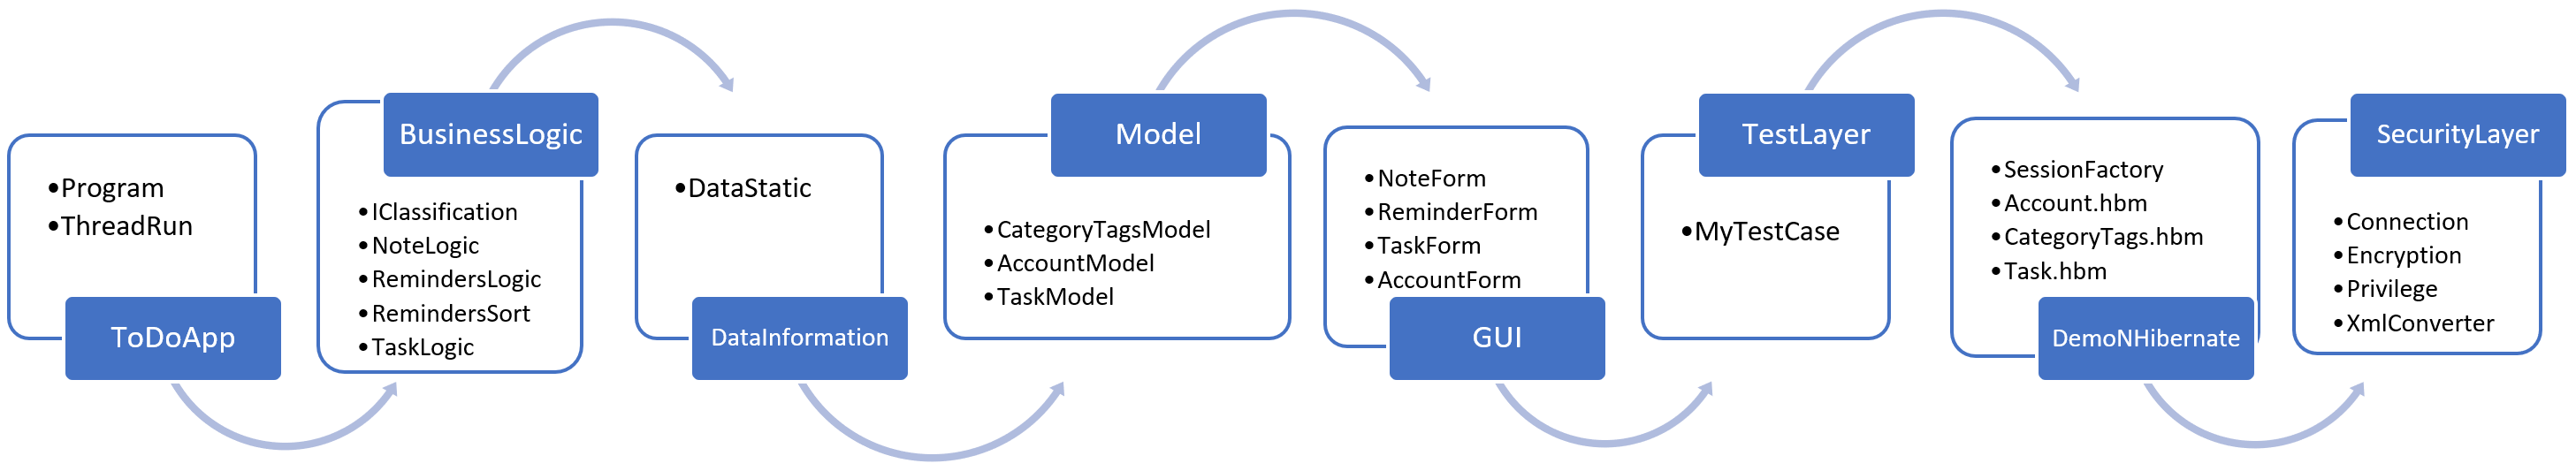 •Program
•ThreadRun
ToDoApp
BusinessLogic
•IClassification
•NoteLogic
•RemindersLogic
•RemindersSort
•TaskLogic
•DataStatic
DataInformation
Model
•CategoryTagsModel
•AccountModel
•TaskModel
•NoteForm
•ReminderForm
•TaskForm
•AccountForm
GUI
TestLayer
•MyTestCase
•SessionFactory
•Account.hbm
•CategoryTags.hbm
•Task.hbm
DemoNHibernate
SecurityLayer
•Connection
•Encryption
•Privilege
•XmlConverter